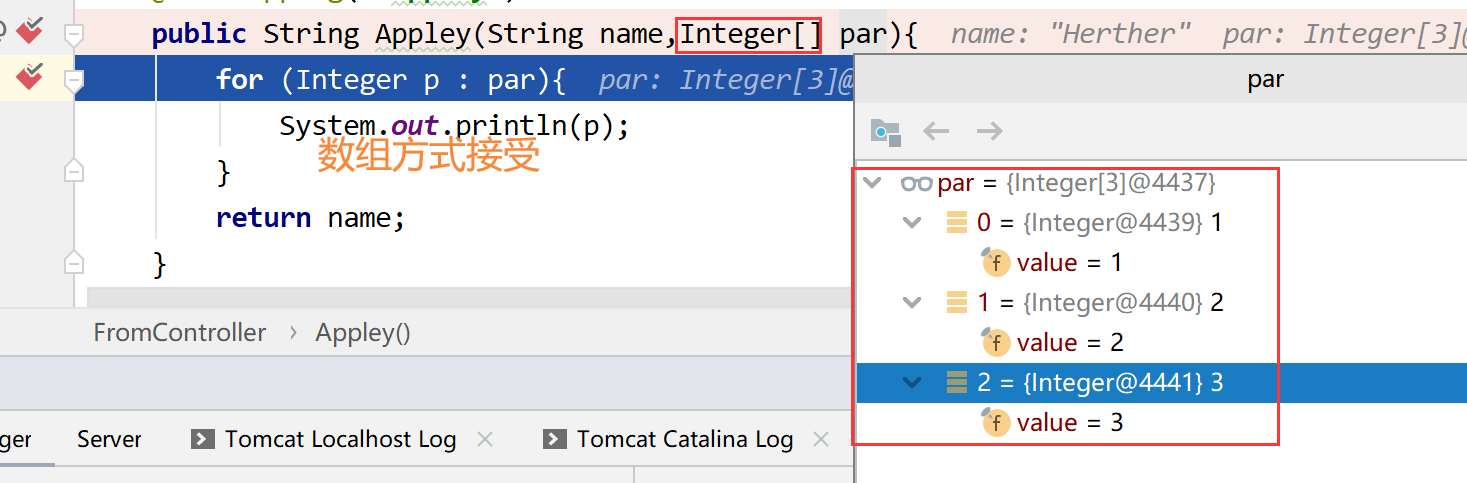 public String Appley(String name,Integer[] par){ name: "Herther" par: Integer[3]@
for (Integer p : par){ par: Integer[3]@
par
System.out.println(p);
数组方式接受
}
return name;
}
par = {Integer[3]@4437}
0 = {Integer@4439} 1
value = 1
1 = {Integer@4440} 2
value = 2
2 = {Integer@4441} 3
value = 3
FromController › Appley()
ger Server Tomcat Localhost Log × Tomcat Catalina Log ×